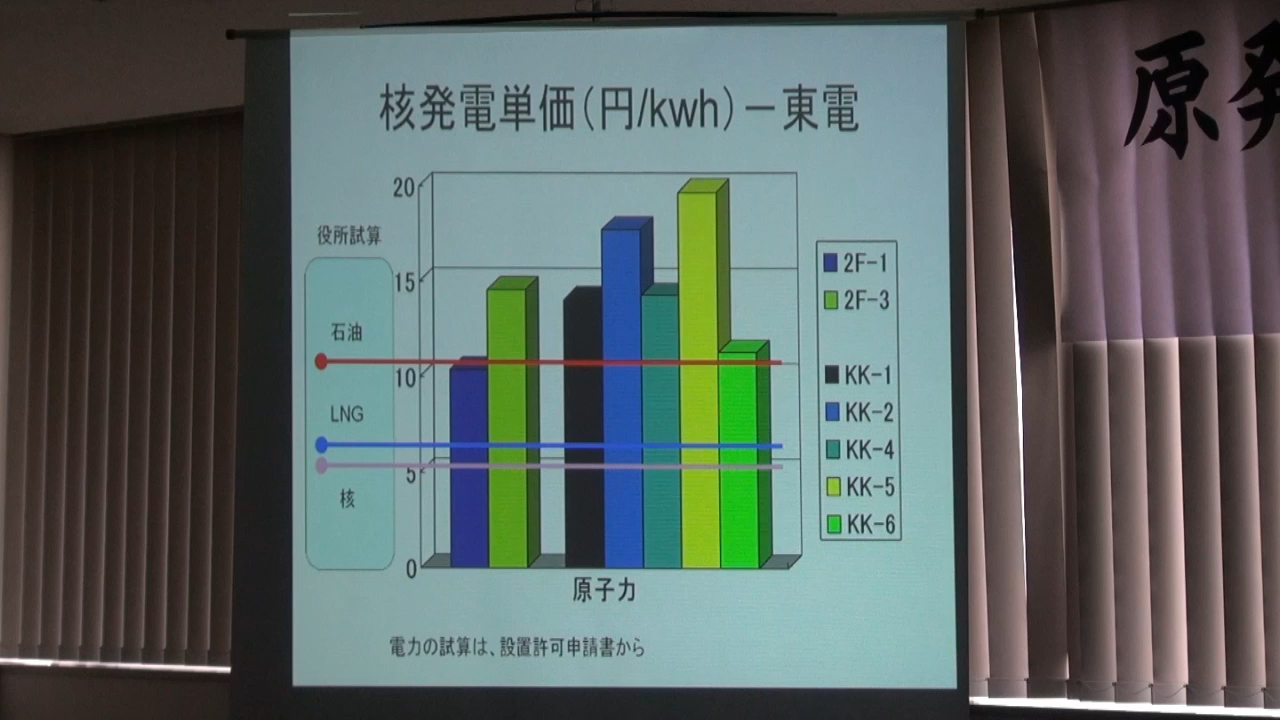 核発電単価(円/kwh)－東電
役所試算
石油
LNG
核
20
15
10
5
0
原子力
2F-1
2F-3
KK-1
KK-2
KK-4
KK-5
KK-6
電力の試算は、設置許可申請書から
原発